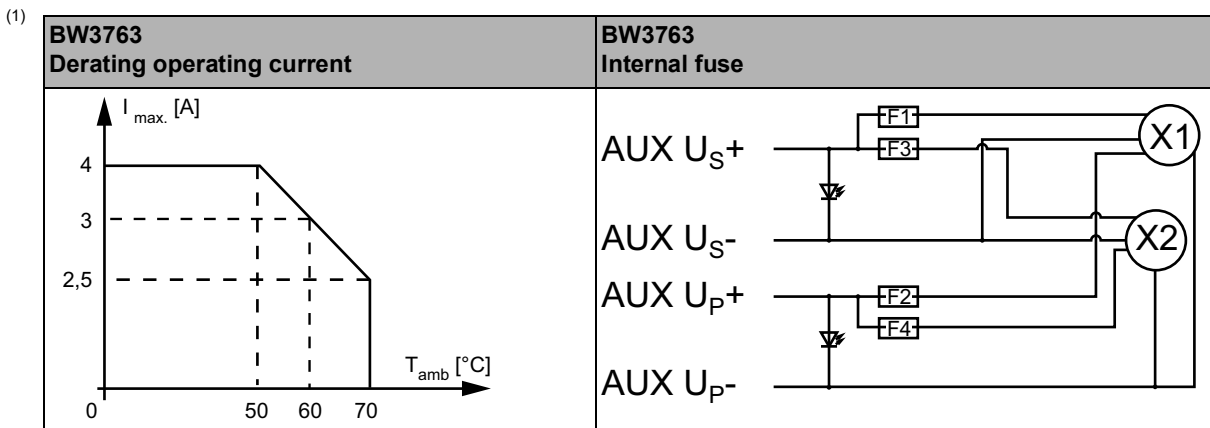 (1)
BW3763
Derating operating current
BW3763
Internal fuse
I max. [A]
4
3
2,5
0
50
60
70
Tamb [°C]
AUX US+
AUX US-
AUX UP+
AUX UP-
F1
F3
F2
F4
X1
X2